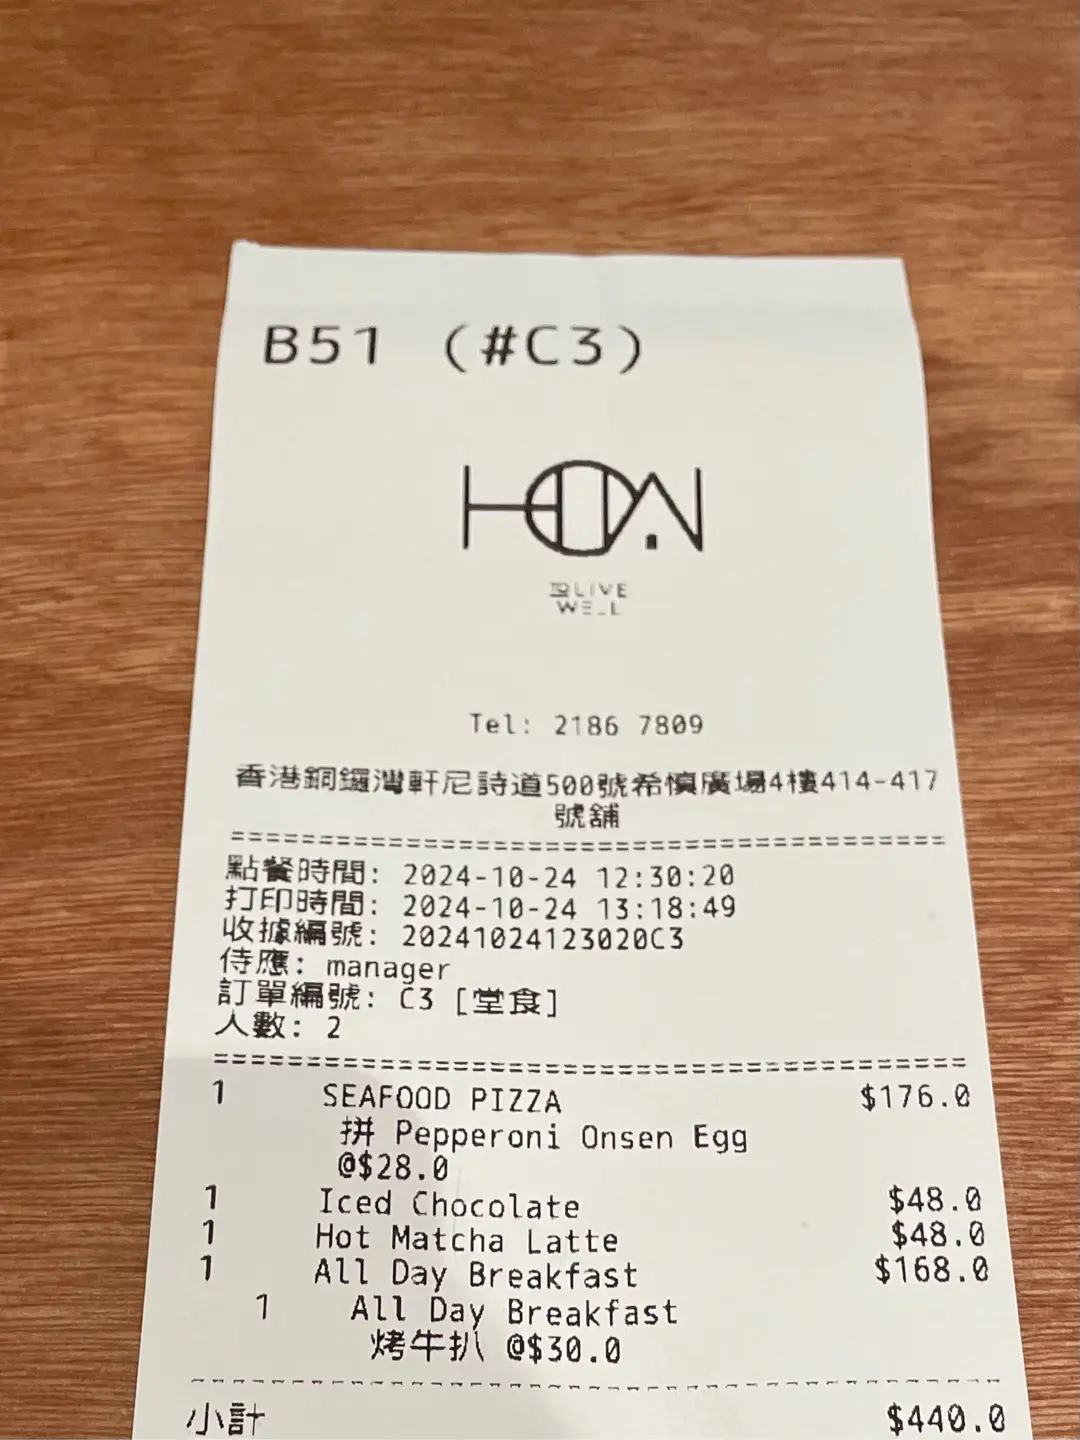 B51 (#C3)
TO LIVE
WELL
Tel: 2186 7809
香港銅鑼灣軒尼詩道500號希慎廣場4樓414-417
號舖
點餐時間: 2024-10-24 12:30:20
打印時間: 2024-10-24 13:18:49
收據編號: 20241024123020C3
侍應: manager
訂單編號: C3 [堂食]
人數: 2
1 SEAFOOD PIZZA $176.0
拼 Pepperoni Onsen Egg
@$28.0
1 Iced Chocolate $48.0
1 Hot Matcha Latte $48.0
1 All Day Breakfast $168.0
1 All Day Breakfast
烤牛扒 @$30.0
小計 $440.0